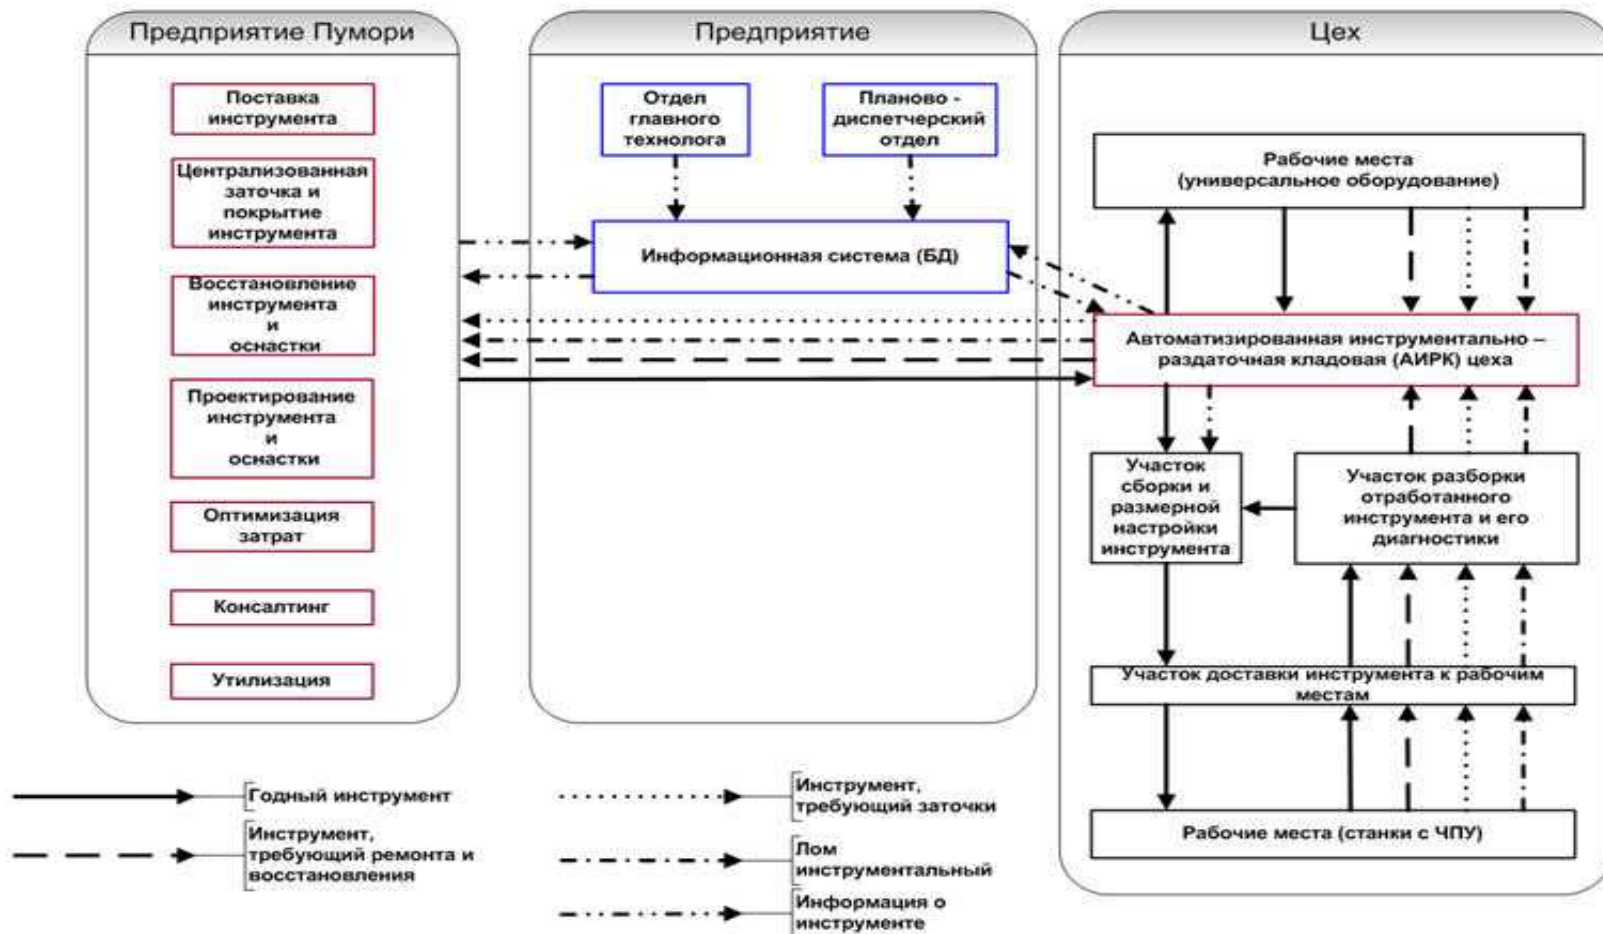 Предприятие Пумори
Поставка
инструмента
Централизованная
заточка и
покрытие
инструмента
Восстановление
инструмента
и
оснастки
Проектирование
инструмента
и
оснастки
Оптимизация
затрат
Консалтинг
Утилизация
Предприятие
Отдел
главного
технолога
Планово -
диспетчерский
отдел
Информационная система (БД)
Цех
Рабочие места
(универсальное оборудование)
Автоматизированная инструментально –
раздаточная кладовая (АИРК) цеха
Участок
сборки и
размерной
настройки
инструмента
Участок разборки
отработанного
инструмента и его
диагностики
Участок доставки инструмента к рабочим
местам
Рабочие места (станки с ЧПУ)
Годный инструмент
Инструмент,
требующий ремонта и
восстановления
Инструмент,
требующий заточки
Лом
инструментальный
Информация о
инструменте